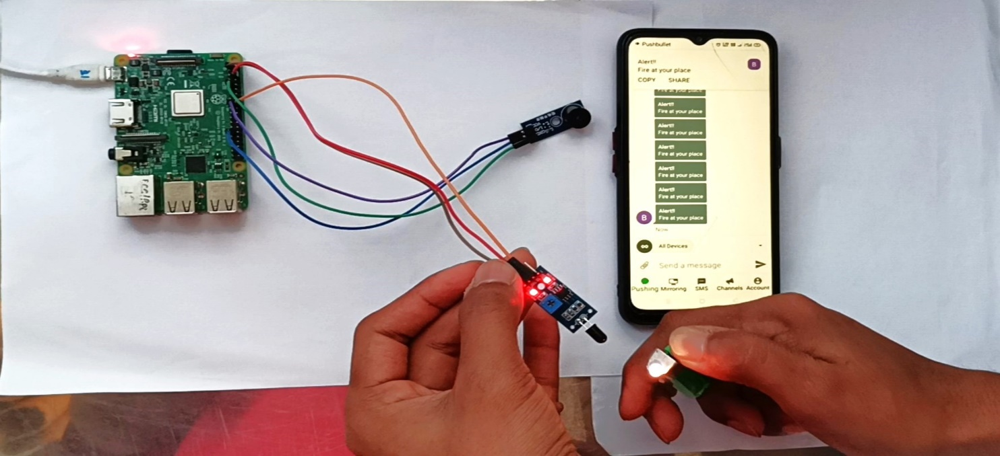 Pushbullet
Alert!!
Fire at your place
B
COPY SHARE
Fire at your place
Alert!!
Fire at your place
Alert!!
Fire at your place
Alert!!
Fire at your place
Alert!!
Fire at your place
Alert!!
Fire at your place
Alert!!
Fire at your place
B
Now
All Devices
Send a message
Pushing Mirroring SMS Channels Account
HDMI